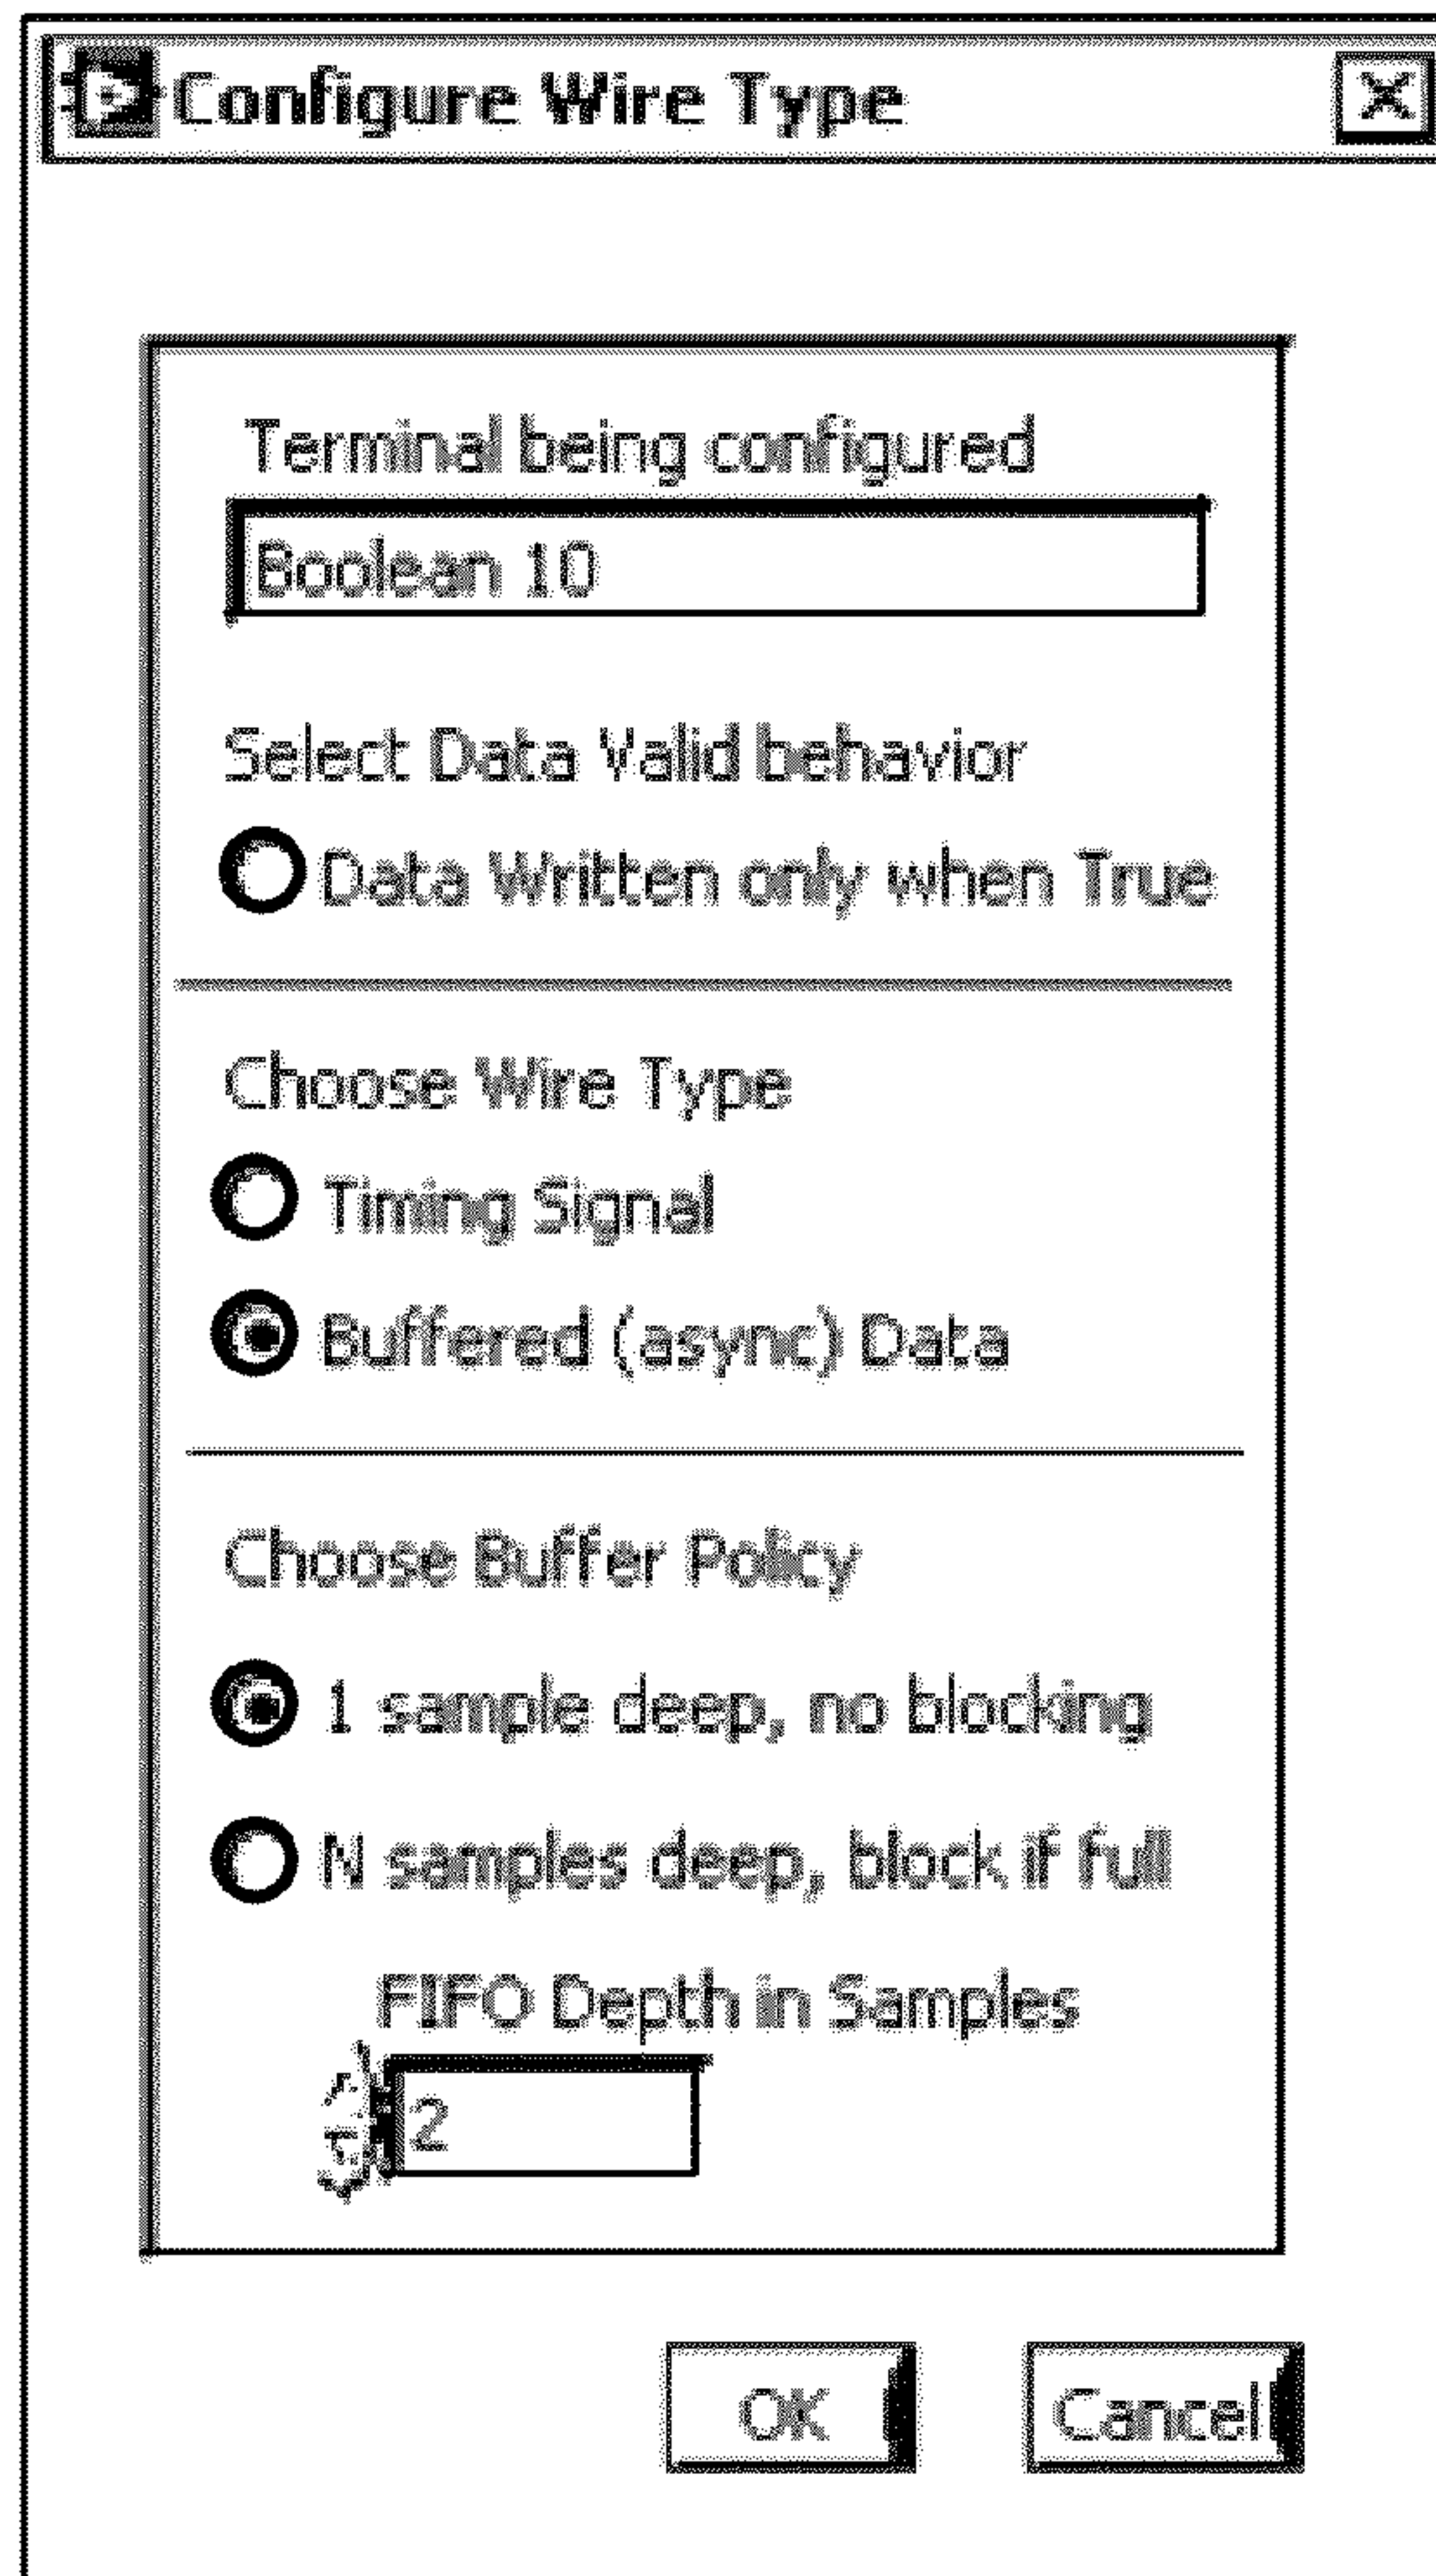 Configure Wire Type
Terminal being configured
Boolean 10
Select Data Valid behavior
Data Written only when True
Choose Wire Type
Timing Signal
Buffered (async) Data
Choose Buffer Policy
1 sample deep, no blocking
N samples deep, block if full
FIFO Depth in Samples
2
OK
Cancel